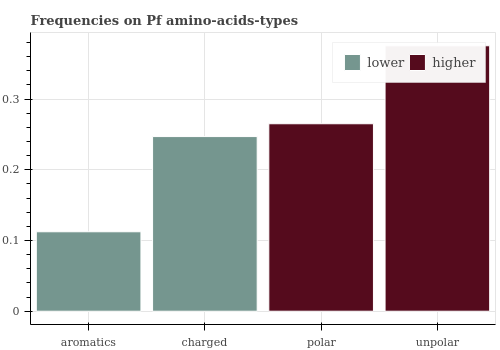 Frequencies on Pf amino-acids-types
lower higher
0.3
0.2
0.1
0
aromatics charged polar unpolar